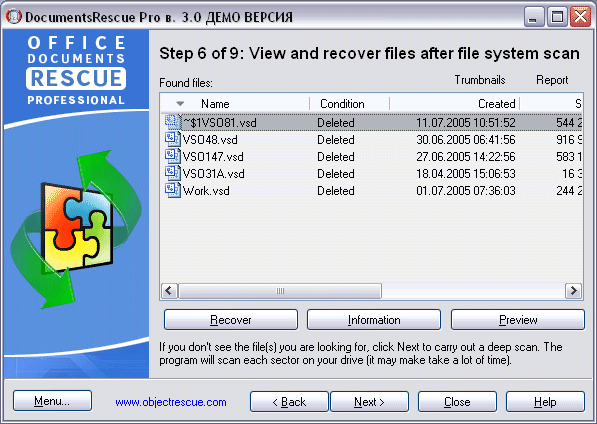 DocumentsRescue Pro в. 3.0 ДЕМО ВЕРСИЯ
OFFICE
DOCUMENTS
RESCUE
PROFESSIONAL
Step 6 of 9: View and recover files after file system scan
Found files: Trumbnails Report
Name Condition Created S
~$1VSO81.vsd Deleted 11.07.2005 10:51:52 544 2
VSO48.vsd Deleted 30.06.2005 06:41:56 916 9
VSO147.vsd Deleted 27.06.2005 14:22:56 583 1
VSO31A.vsd Deleted 18.04.2005 15:06:53 16 3
Work.vsd Deleted 01.07.2005 07:36:03 244 2
Recover Information Preview
If you don't see the file(s) you are looking for, click Next to carry out a deep scan. The
program will scan each sector on your drive (it may make take a lot of time).
Menu... www.objectrescue.com < Back Next > Close Help